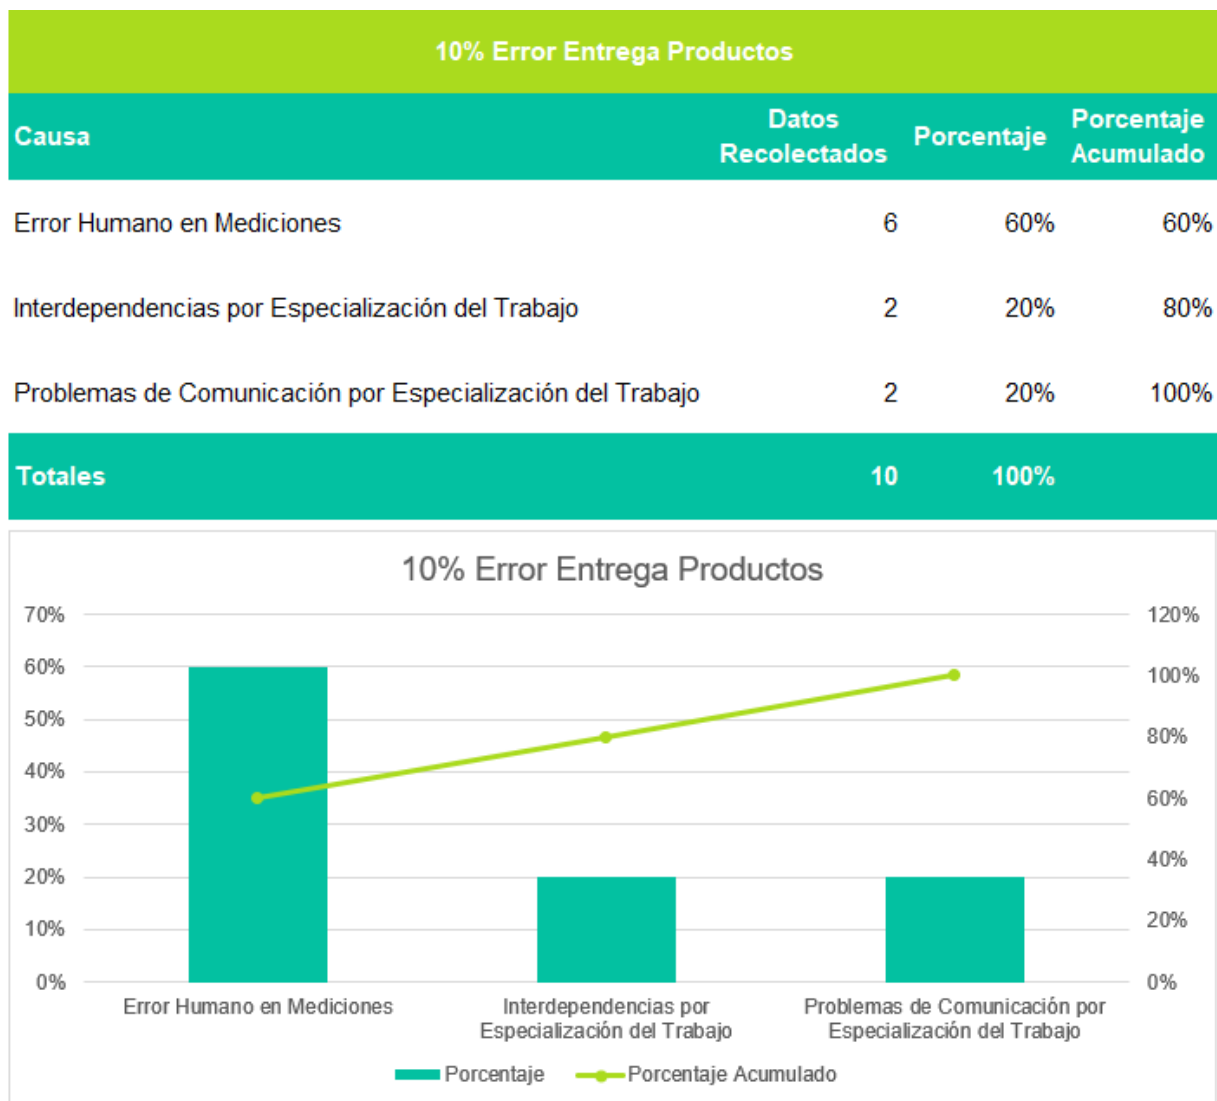 10% Error Entrega Productos
Causa Datos Recolectados Porcentaje Porcentaje Acumulado
Error Humano en Mediciones 6 60% 60%
Interdependencias por Especialización del Trabajo 2 20% 80%
Problemas de Comunicación por Especialización del Trabajo 2 20% 100%
Totales 10 100%
10% Error Entrega Productos
70% 120%
60% 100%
50% 80%
40% 60%
30% 40%
20% 20%
10% 0%
0%
Error Humano en Mediciones
Interdependencias por
Especialización del Trabajo
Problemas de Comunicación por
Especialización del Trabajo
Porcentaje Porcentaje Acumulado